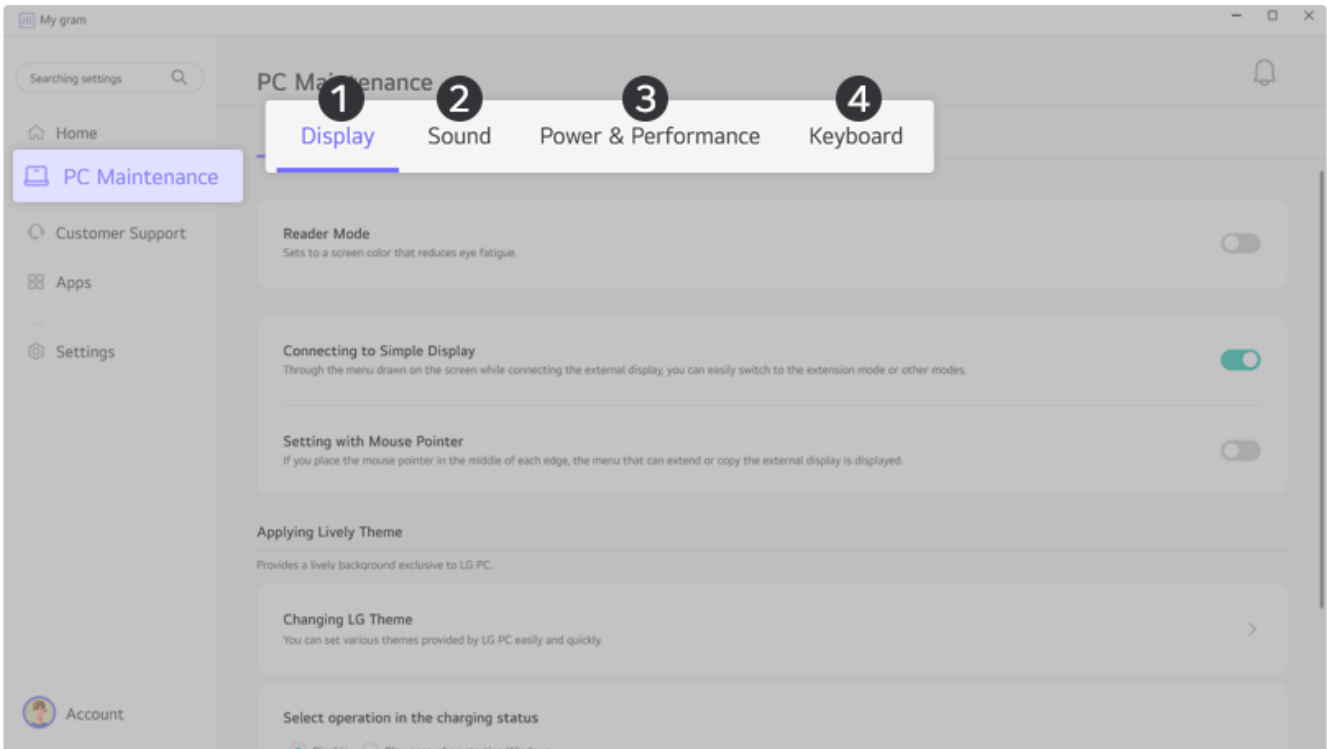 My gram
Searching settings
Home
PC Maintenance
Customer Support
Apps
Settings
Account
PC Maintenance
1 2 3 4
Display Sound Power & Performance Keyboard
Reader Mode
Sets to a screen color that reduces eye fatigue.
Connecting to Simple Display
Through the menu drawn on the screen while connecting the external display, you can easily switch to the extension mode or other modes.
Setting with Mouse Pointer
If you place the mouse pointer in the middle of each edge, the menu that can extend or copy the external display is displayed.
Applying Lively Theme
Provides a lively background exclusive to LG PC.
Changing LG Theme
You can set various themes provided by LG PC easily and quickly.
Select operation in the charging status